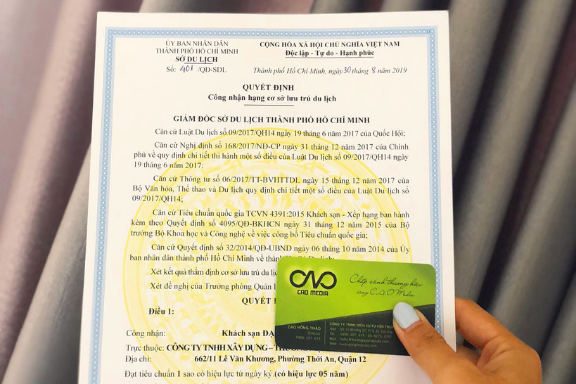 ỦY BAN NHÂN DÂN
THÀNH PHỐ HỒ CHÍ MINH
SỞ DU LỊCH
Số: 401 /QĐ-SDL
CỘNG HÒA XÃ HỘI CHỦ NGHĨA VIỆT NAM
Độc lập - Tự do - Hạnh phúc
Thành phố Hồ Chí Minh, ngày 30 tháng 8 năm 2019
QUYẾT ĐỊNH
Công nhận hạng cơ sở lưu trú du lịch
GIÁM ĐỐC SỞ DU LỊCH THÀNH PHỐ HỒ CHÍ MINH
Căn cứ Luật Du lịch số 09/2017/QH14 ngày 19 tháng 6 năm 2017 của Quốc Hội;
Căn cứ Nghị định số 168/2017/NĐ-CP ngày 31 tháng 12 năm 2017 của Chính
phủ về quy định chi tiết thi hành một số điều của Luật Du lịch số 09/2017/QH14 ngày
19 tháng 6 năm 2017;
Căn cứ Thông tư số 06/2017/TT-BVHTTDL ngày 15 tháng 12 năm 2017 của
Bộ Văn hóa, Thể thao và Du lịch quy định chi tiết một số điều của Luật Du lịch số
09/2017/QH14;
Căn cứ Tiêu chuẩn quốc gia TCVN 4391:2015 Khách sạn - Xếp hạng ban hành
kèm theo Quyết định số 4095/QĐ-BKHCN ngày 31 tháng 12 năm 2015 của Bộ
trưởng Bộ Khoa học và Công nghệ về việc công bố Tiêu chuẩn quốc gia;
Căn cứ Quyết định số 32/2014/QĐ-UBND ngày 06 tháng 10 năm 2014 của Ủy
ban nhân dân thành phố Hồ Chí Minh về
Xét kết quả thẩm định cơ sở lưu trú du
Xét đề nghị của Trưởng phòng Quản
QUYẾT
Điều 1:
CAO MEDIA
CAO HỒNG THẢO
Công nhận: Khách sạn
Trực thuộc: CÔNG TY TNHH XÂY DỰNG -
Địa chỉ: 662/11 Lê Văn Khương, Phường Thới An, Quận 12
Đạt tiêu chuẩn 1 sao có hiệu lực từ ngày ký (có hiệu lực 05 năm)